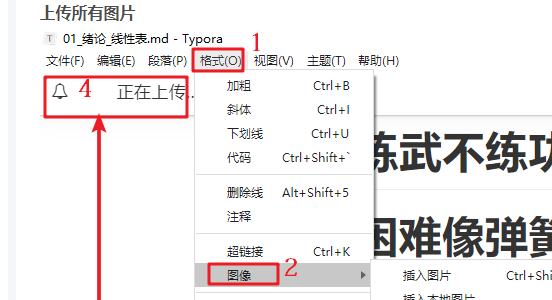 上传所有图片
T 01_绪论_线性表.md - Typora
1
文件(F) 编辑(E) 段落(P) 格式(O) 视图(V) 主题(T) 帮助(H)
4 正在上传..
加粗 Ctrl+B
斜体 Ctrl+I
下划线 Ctrl+U
代码 Ctrl+Shift+`
练武不练功
删除线 Alt+Shift+5
注释
困难像弹簧
超链接 Ctrl+K
图像 2
插入图片 Ctrl+Shift
插入本地图片